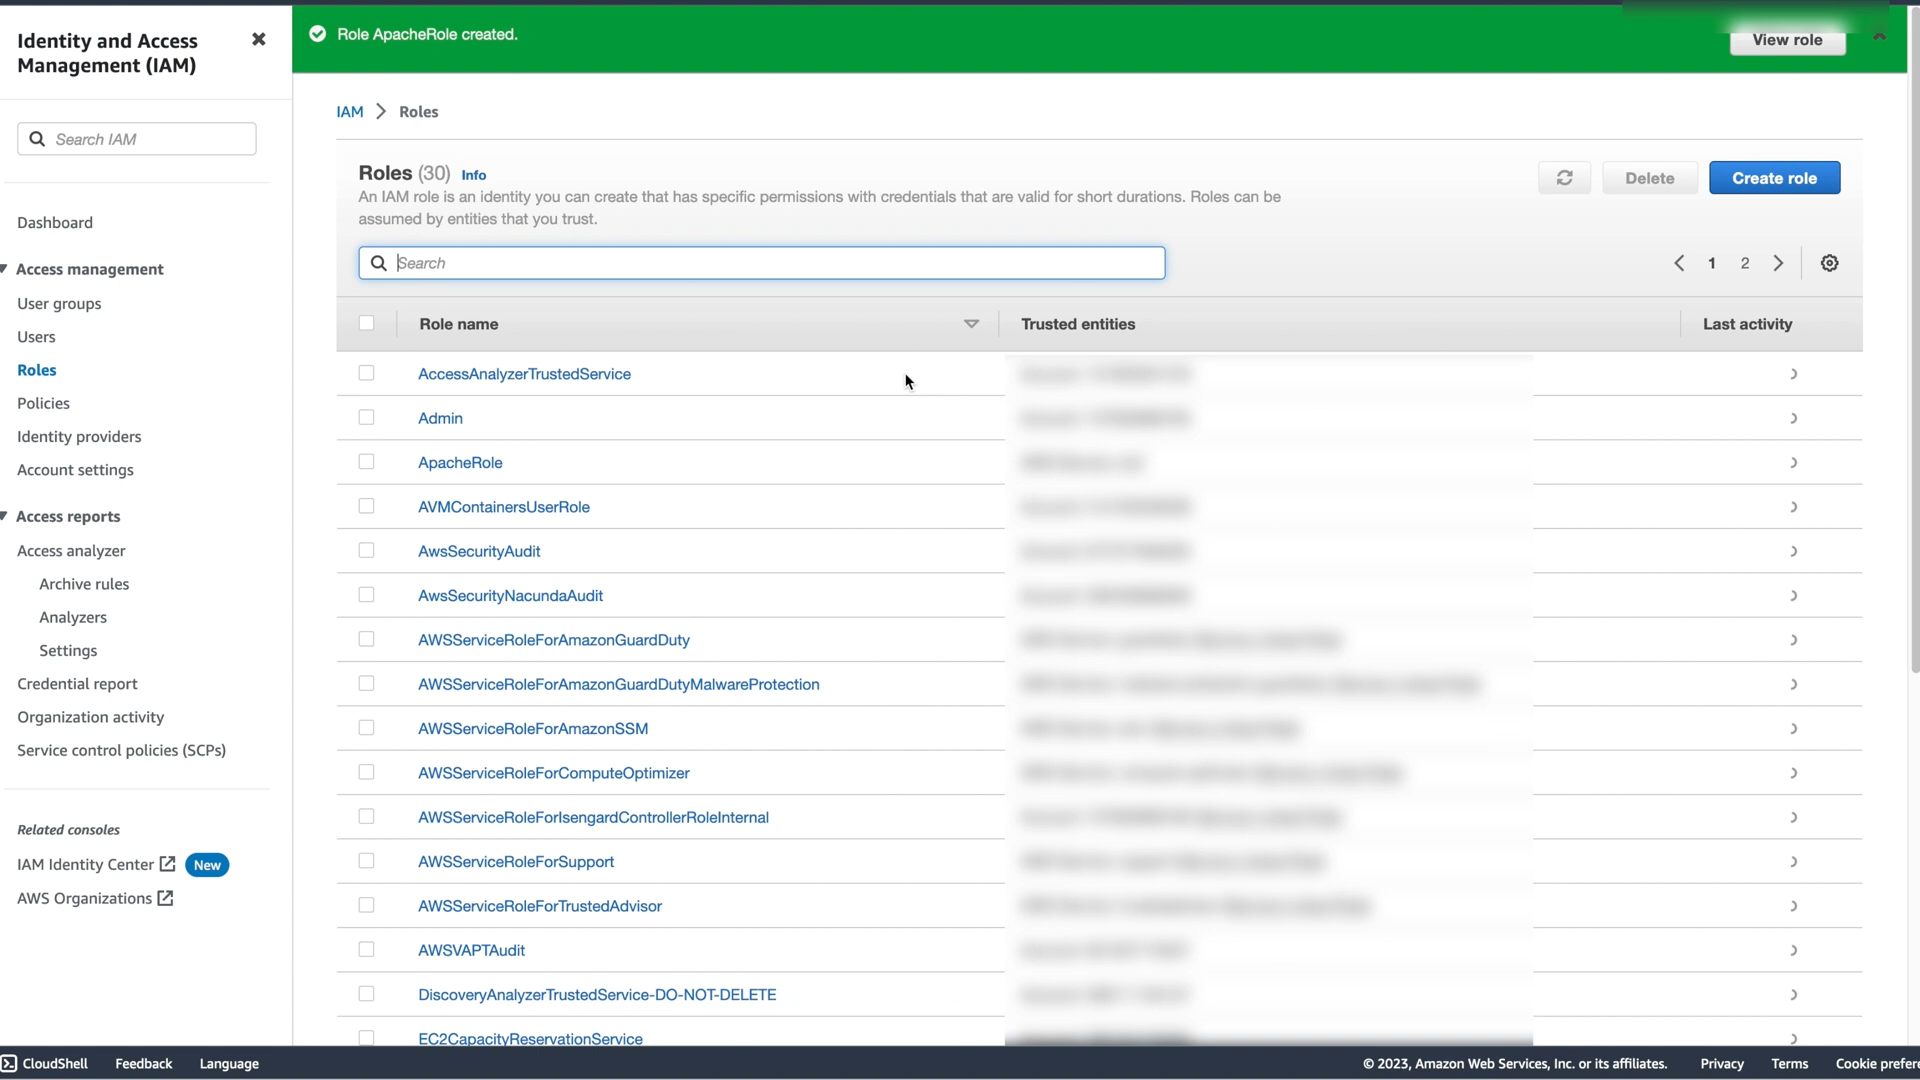 Identity and Access
Management (IAM)
Role ApacheRole created.
View role
Search IAM
IAM > Roles
Roles (30) Info
An IAM role is an identity you can create that has specific permissions with credentials that are valid for short durations. Roles can be
assumed by entities that you trust.
Delete
Create role
Search
1 2
Role name
Trusted entities
Last activity
Dashboard
Access management
User groups
Users
Roles
Policies
Identity providers
Account settings
Access reports
Access analyzer
Archive rules
Analyzers
Settings
Credential report
Organization activity
Service control policies (SCPs)
Related consoles
IAM Identity Center New
AWS Organizations
AccessAnalyzerTrustedService
Admin
ApacheRole
AVMContainersUserRole
AwsSecurityAudit
AwsSecurityNacundaAudit
AWSServiceRoleForAmazonGuardDuty
AWSServiceRoleForAmazonGuardDutyMalwareProtection
AWSServiceRoleForAmazonSSM
AWSServiceRoleForComputeOptimizer
AWSServiceRoleForIsengardControllerRoleInternal
AWSServiceRoleForSupport
AWSServiceRoleForTrustedAdvisor
AWSVAPTAudit
DiscoveryAnalyzerTrustedService-DO-NOT-DELETE
EC2CapacityReservationService
CloudShell Feedback Language
© 2023, Amazon Web Services, Inc. or its affiliates. Privacy Terms Cookie prefere